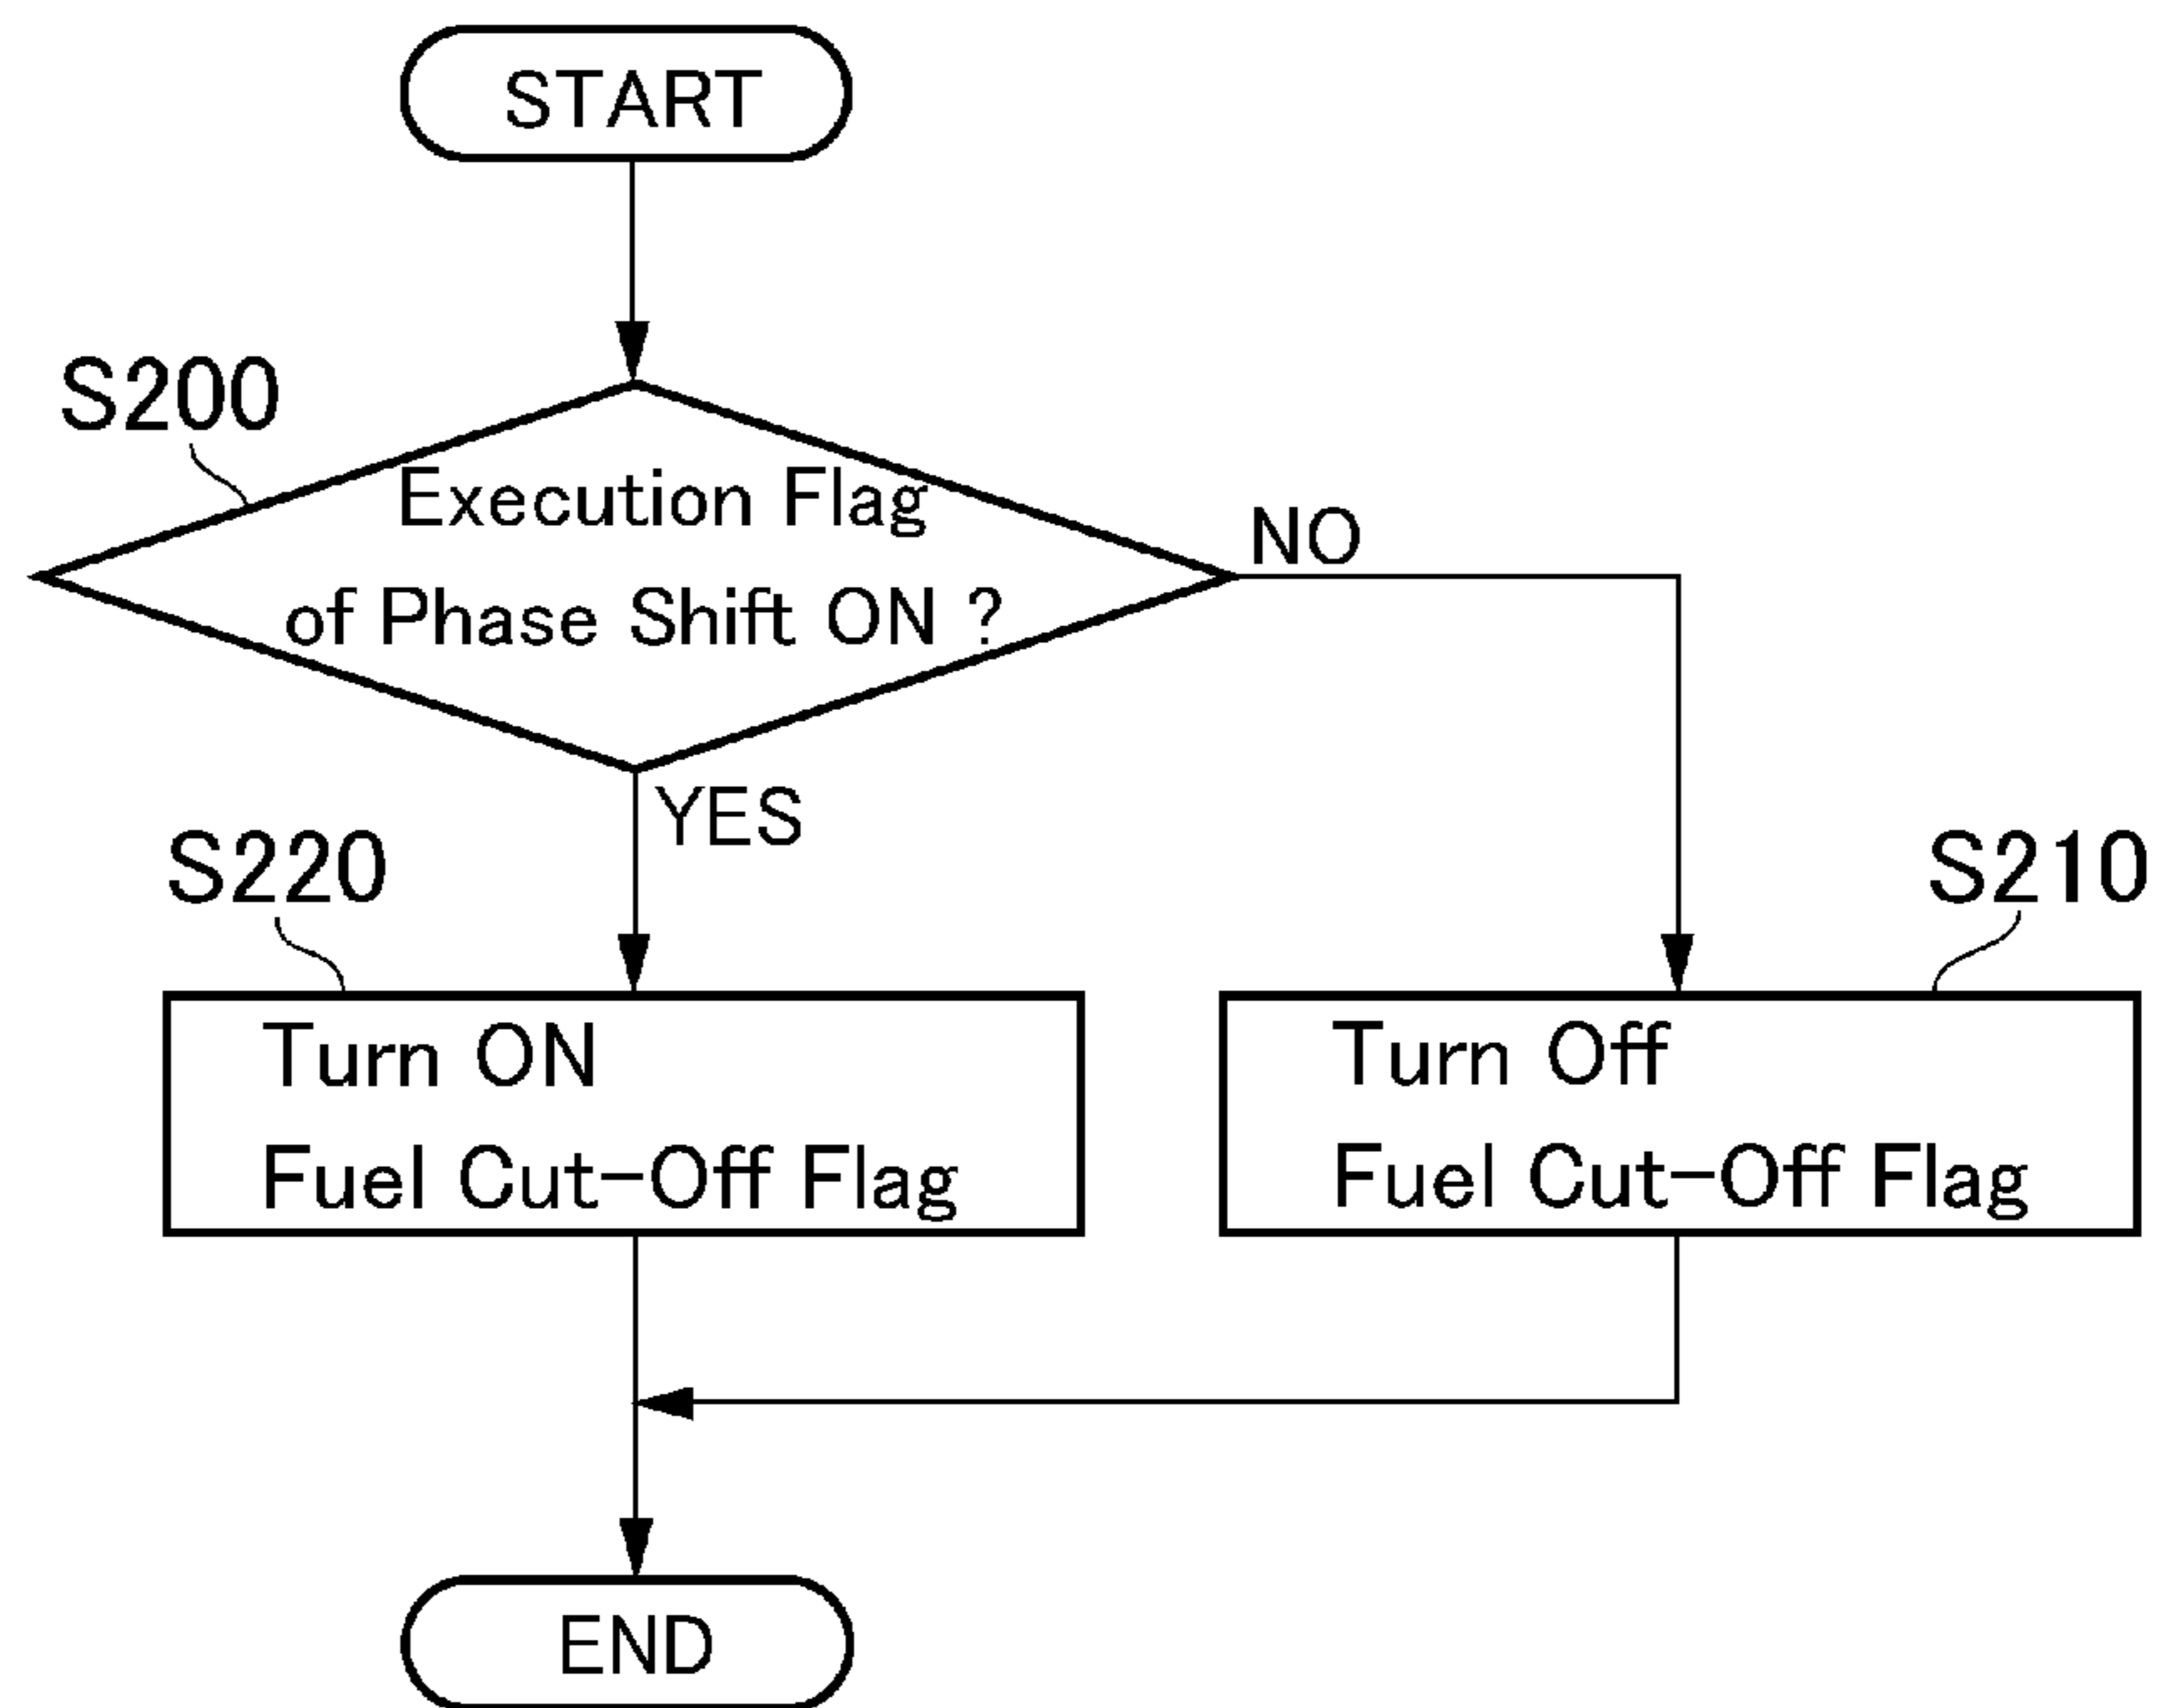 START
S200
Execution Flag
of Phase Shift ON ?
NO
YES
S220
S210
Turn ON
Fuel Cut-Off Flag
Turn Off
Fuel Cut-Off Flag
END